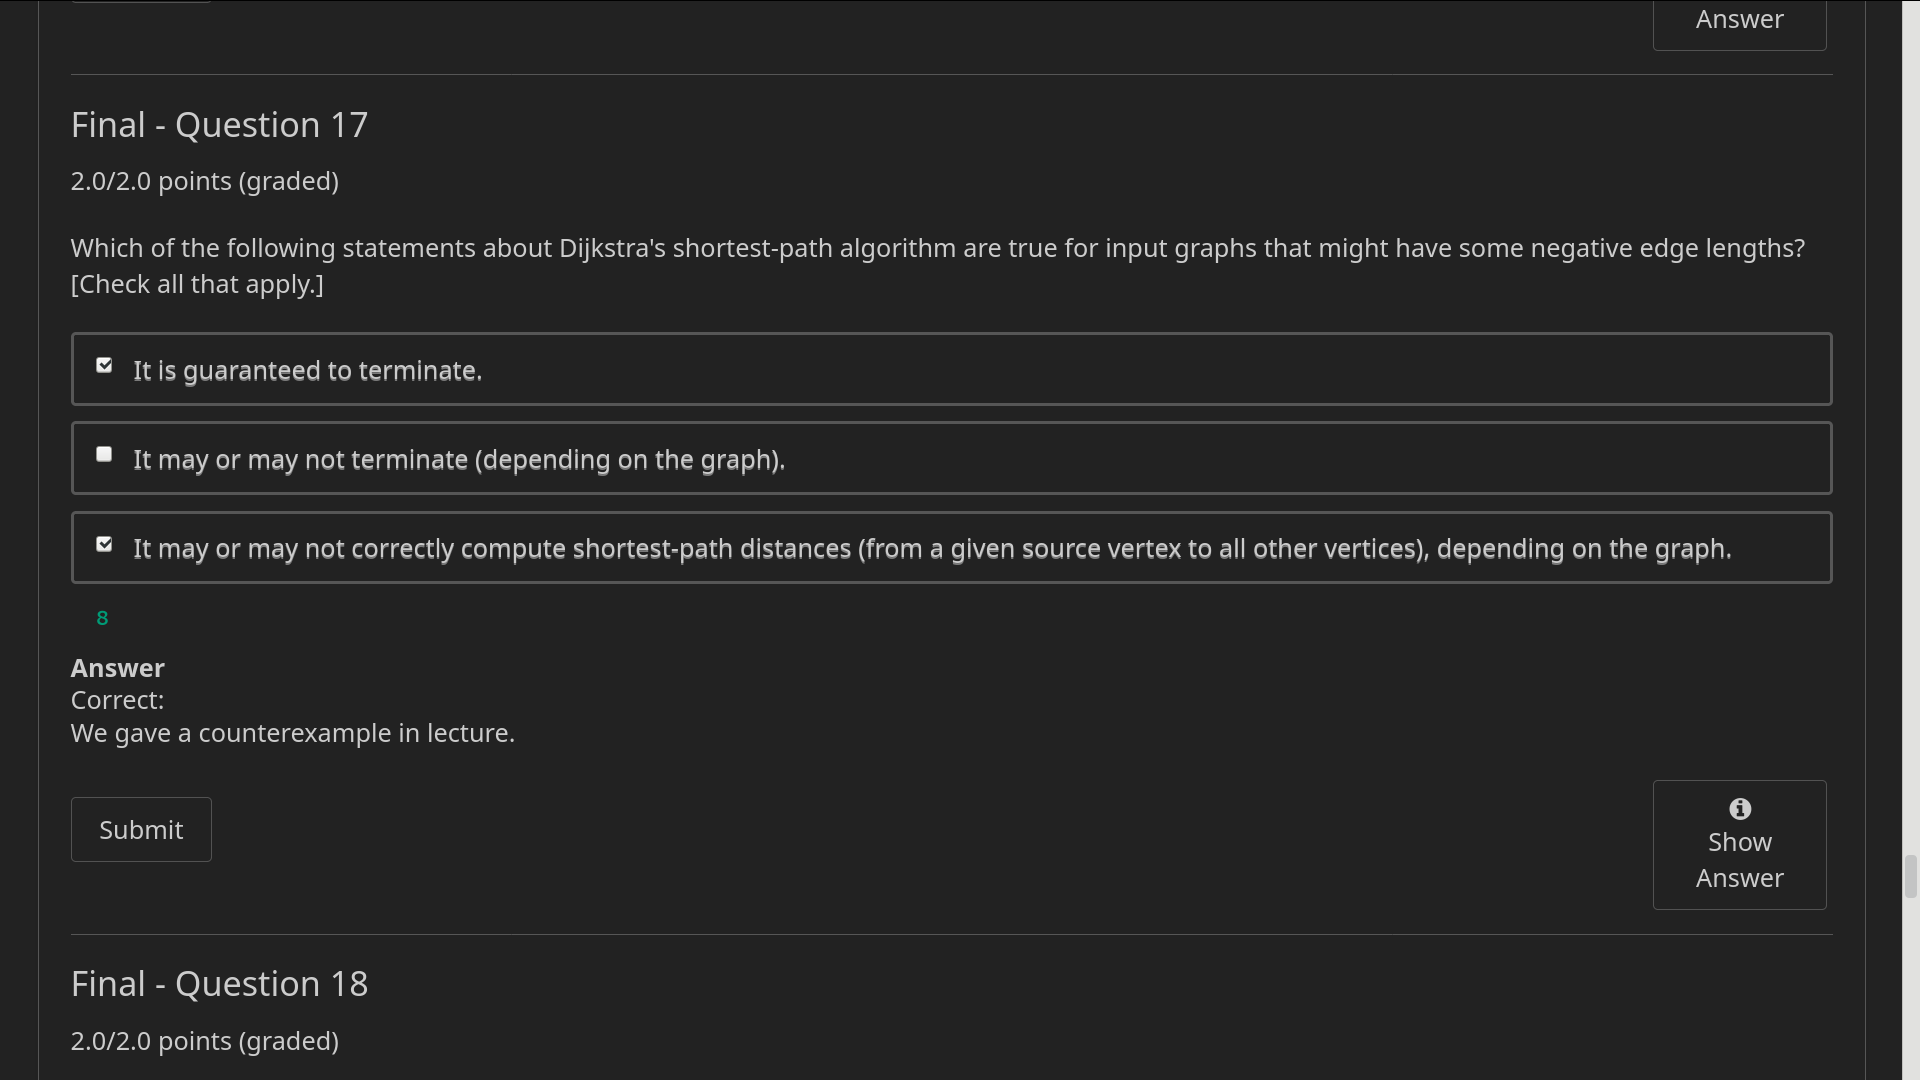 Answer
Final - Question 17
2.0/2.0 points (graded)
Which of the following statements about Dijkstra's shortest-path algorithm are true for input graphs that might have some negative edge lengths?
[Check all that apply.]
It is guaranteed to terminate.
It may or may not terminate (depending on the graph).
It may or may not correctly compute shortest-path distances (from a given source vertex to all other vertices), depending on the graph.
8
Answer
Correct:
We gave a counterexample in lecture.
Submit
Show
Answer
Final - Question 18
2.0/2.0 points (graded)